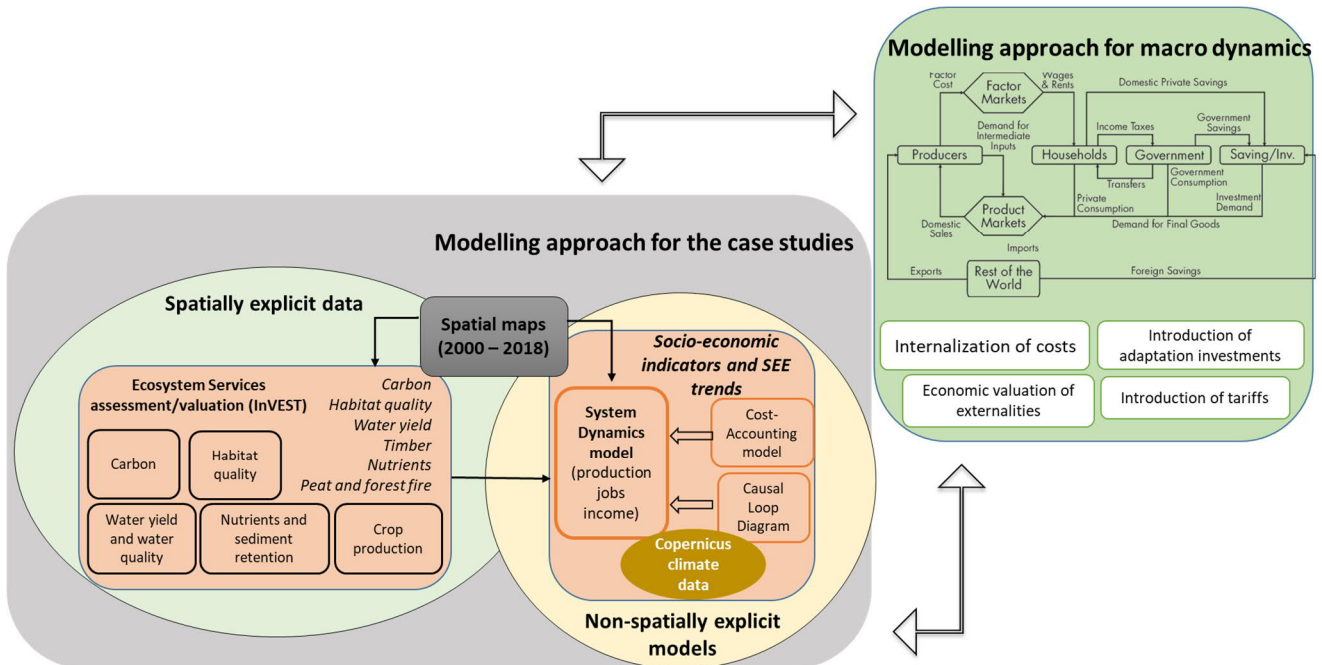 Modelling approach for macro dynamics
Factor
Cost
Factor
Markets
Wages
& Rents
Domestic Private Savings
Demand for
Intermediate
Inputs
Income Taxes
Government
Savings
Producers
Households
Government
Saving/Inv.
Transfers
Government
Consumption
Private
Consumption
Investment
Demand
Domestic
Sales
Product
Markets
Demand for Final Goods
Imports
Exports
Rest of the
World
Foreign Savings
Internalization of costs
Introduction of
adaptation investments
Economic valuation of
externalities
Introduction of tariffs
Modelling approach for the case studies
Spatially explicit data
Spatial maps
(2000 – 2018)
Ecosystem Services
assessment/valuation (InVEST)
Carbon
Habitat quality
Water yield
Timber
Nutrients
Peat and forest fire
Carbon
Habitat
quality
Water yield
and water
quality
Nutrients and
sediment
retention
Crop
production
Socio-economic
indicators and SEE
trends
System
Dynamics
model
(production
jobs
income)
Cost-
Accounting
model
Causal
Loop
Diagram
Copernicus
climate
data
Non-spatially explicit
models